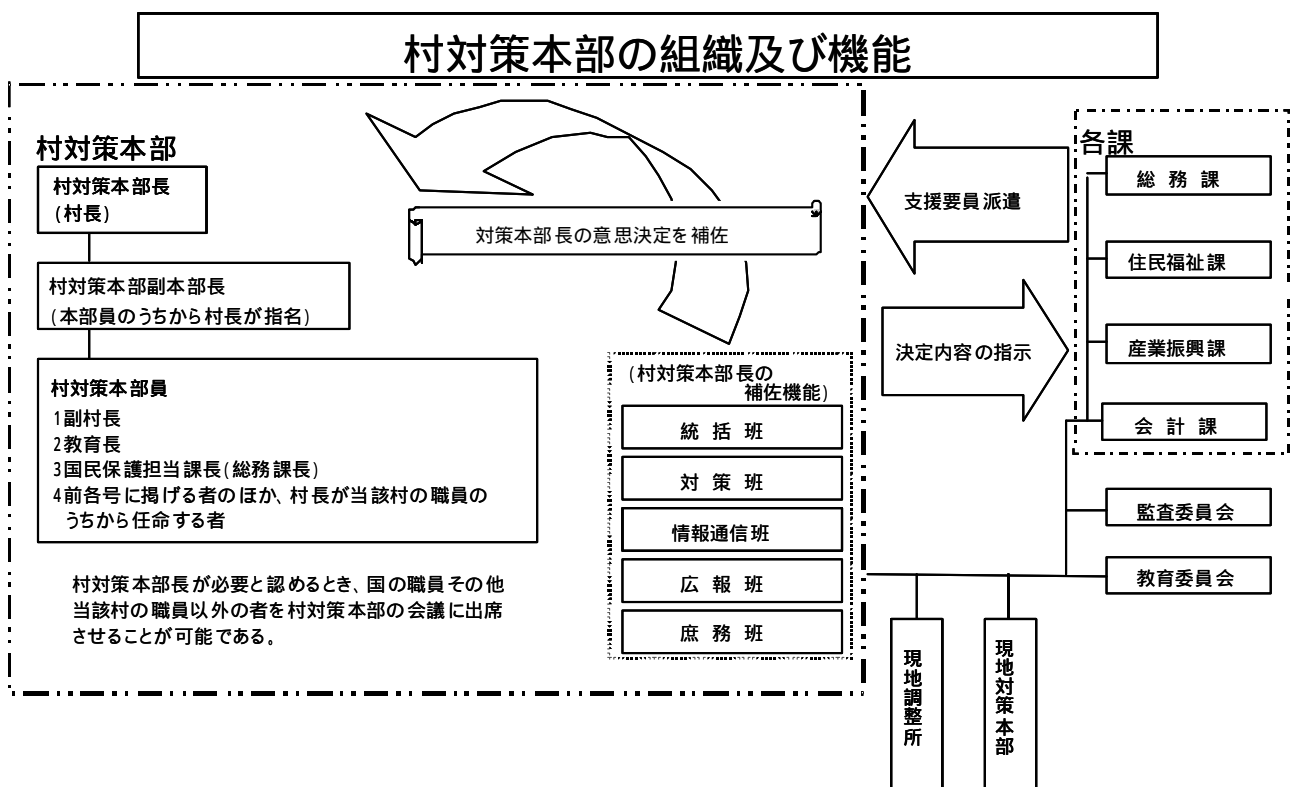 村対策本部の組織及び機能
村対策本部
村対策本部長
(村長)
村対策本部副本部長
(本部員のうちから村長が指名)
村対策本部員
1副村長
2教育長
3国民保護担当課長(総務課長)
4前各号に掲げる者のほか、村長が当該村の職員の
うちから任命する者
村対策本部長が必要と認めるとき、国の職員その他
当該村の職員以外の者を村対策本部の会議に出席
させることが可能である。
対策本部長の意思決定を補佐
(村対策本部長の
補佐機能)
統括班
対策班
情報通信班
広報班
庶務班
支援要員派遣
決定内容の指示
各課
総務課
住民福祉課
産業振興課
会計課
監査委員会
教育委員会
現地調整所
現地対策本部